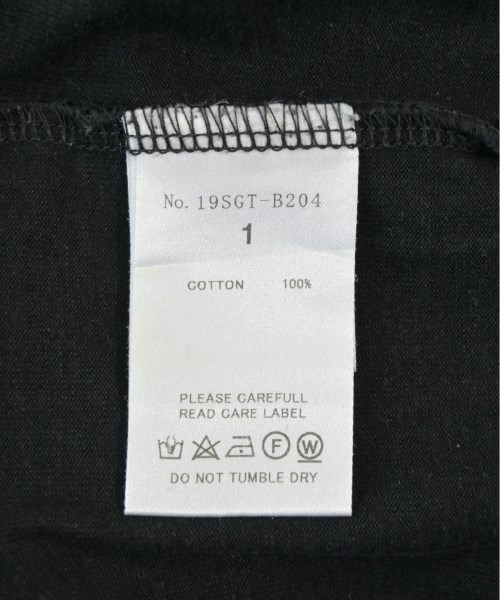 No. 19SGT-B204
1
COTTON 100%
PLEASE CAREFULL
READ CARE LABEL
F W
DO NOT TUMBLE DRY